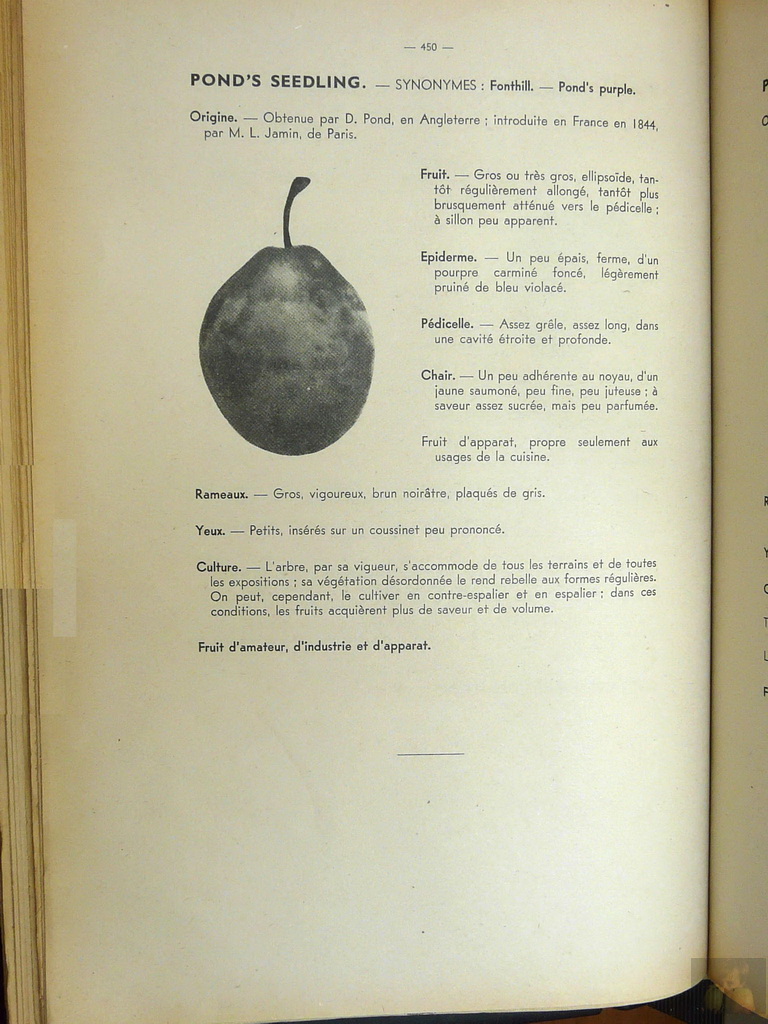 — 450 —
POND'S SEEDLING. — SYNONYMES : Fonthill. — Pond's purple.
Origine. — Obtenue par D. Pond, en Angleterre ; introduite en France en 1844,
par M. L. Jamin, de Paris.
Fruit. — Gros ou très gros, ellipsoïde, tan-
tôt régulièrement allongé, tantôt plus
brusquement atténué vers le pédicelle ;
à sillon peu apparent.
Epiderme. — Un peu épais, ferme, d'un
pourpre carminé foncé, légèrement
pruiné de bleu violacé.
Pédicelle. — Assez grêle, assez long, dans
une cavité étroite et profonde.
Chair. — Un peu adhérente au noyau, d'un
jaune saumoné, peu fine, peu juteuse ; à
saveur assez sucrée, mais peu parfumée.
Fruit d'apparat, propre seulement aux
usages de la cuisine.
Rameaux. — Gros, vigoureux, brun noirâtre, plaqués de gris.
Yeux. — Petits, insérés sur un coussinet peu prononcé.
Culture. — L'arbre, par sa vigueur, s'accommode de tous les terrains et de toutes
les expositions ; sa végétation désordonnée le rend rebelle aux formes régulières.
On peut, cependant, le cultiver en contre-espalier et en espalier ; dans ces
conditions, les fruits acquièrent plus de saveur et de volume.
Fruit d'amateur, d'industrie et d'apparat.